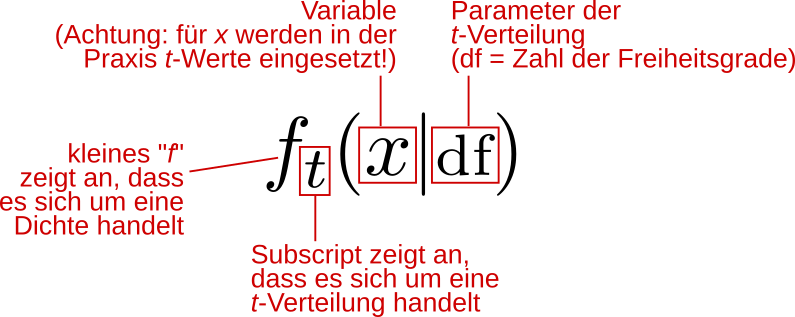 Variable
(Achtung: für x werden in der
Praxis t-Werte eingesetzt!)
Parameter der
t-Verteilung
(df = Zahl der Freiheitsgrade)
kleines "f"
zeigt an, dass
es sich um eine
Dichte handelt
f_t(x|df)
Subscript zeigt an,
dass es sich um eine
t-Verteilung handelt